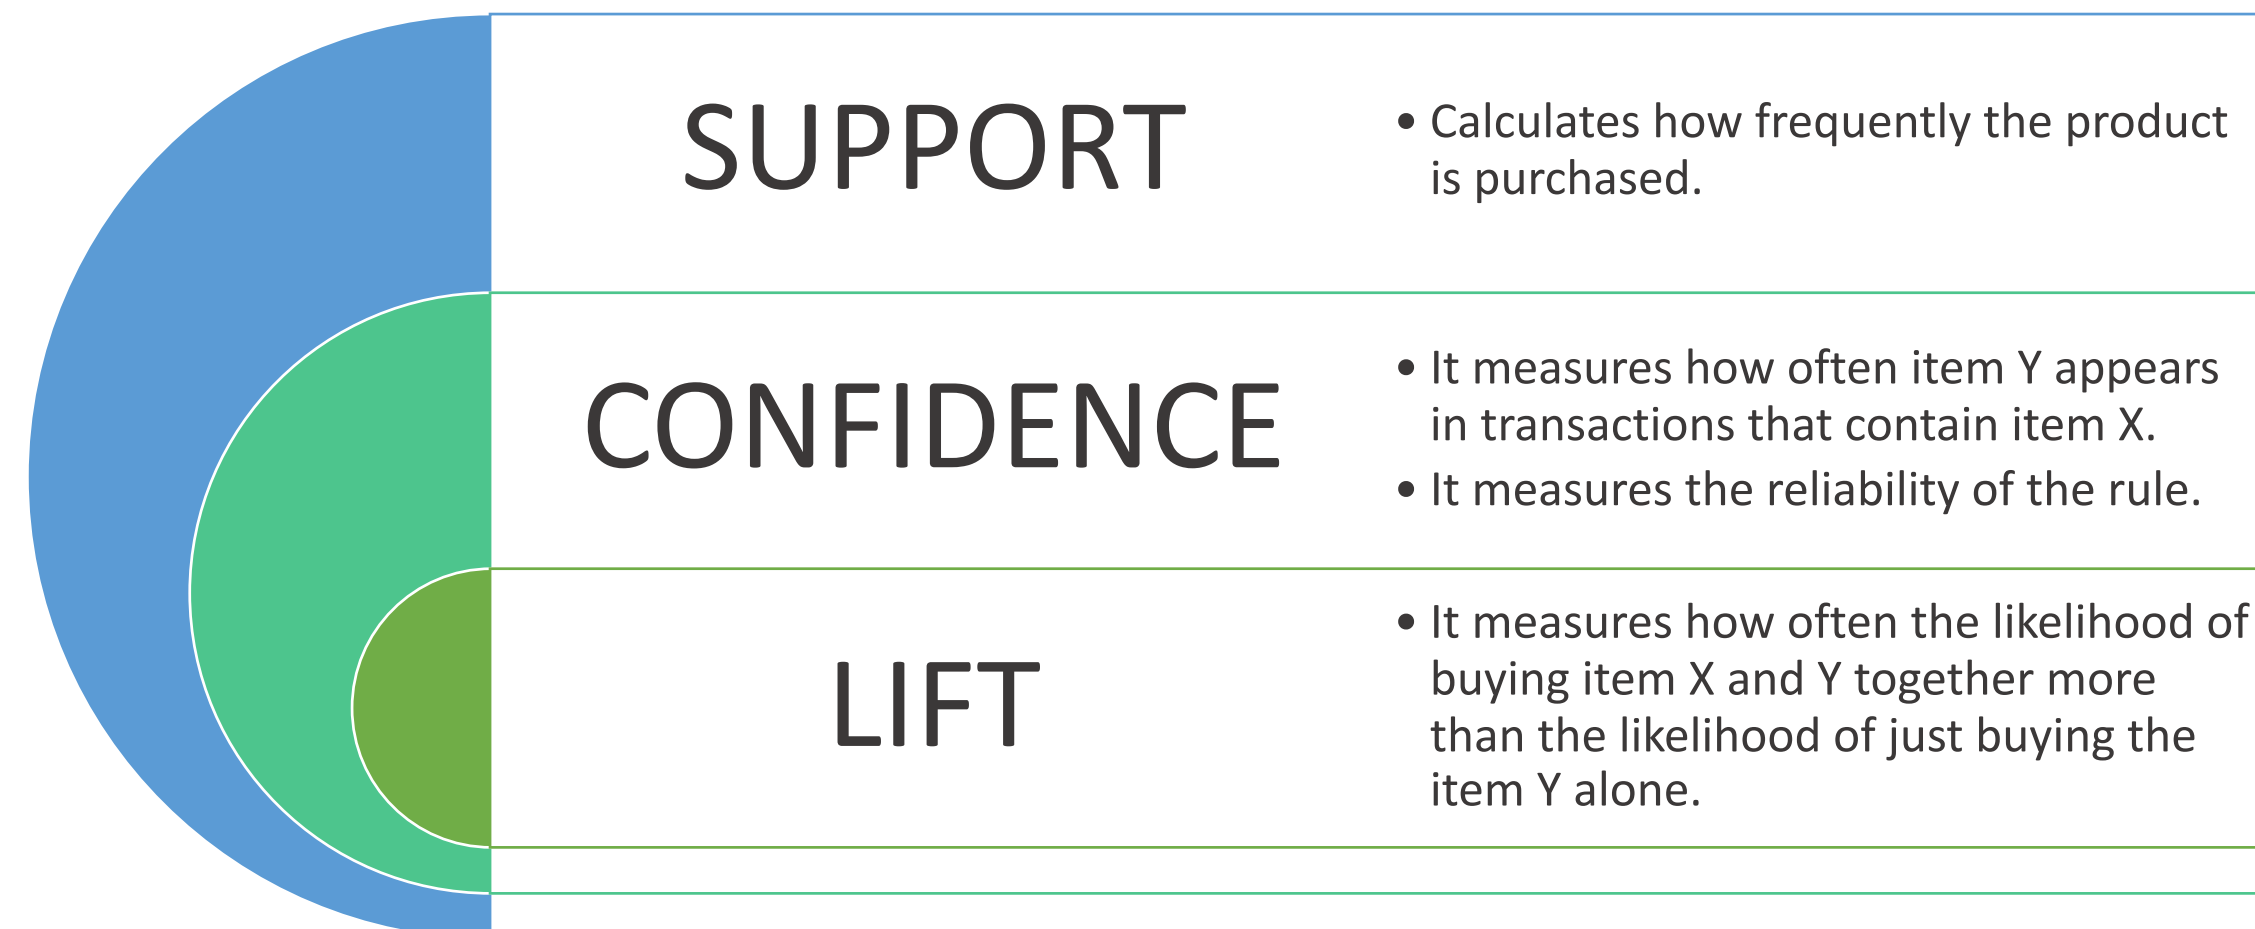 SUPPORT
• Calculates how frequently the product
is purchased.
CONFIDENCE
• It measures how often item Y appears
in transactions that contain item X.
• It measures the reliability of the rule.
LIFT
• It measures how often the likelihood of
buying item X and Y together more
than the likelihood of just buying the
item Y alone.